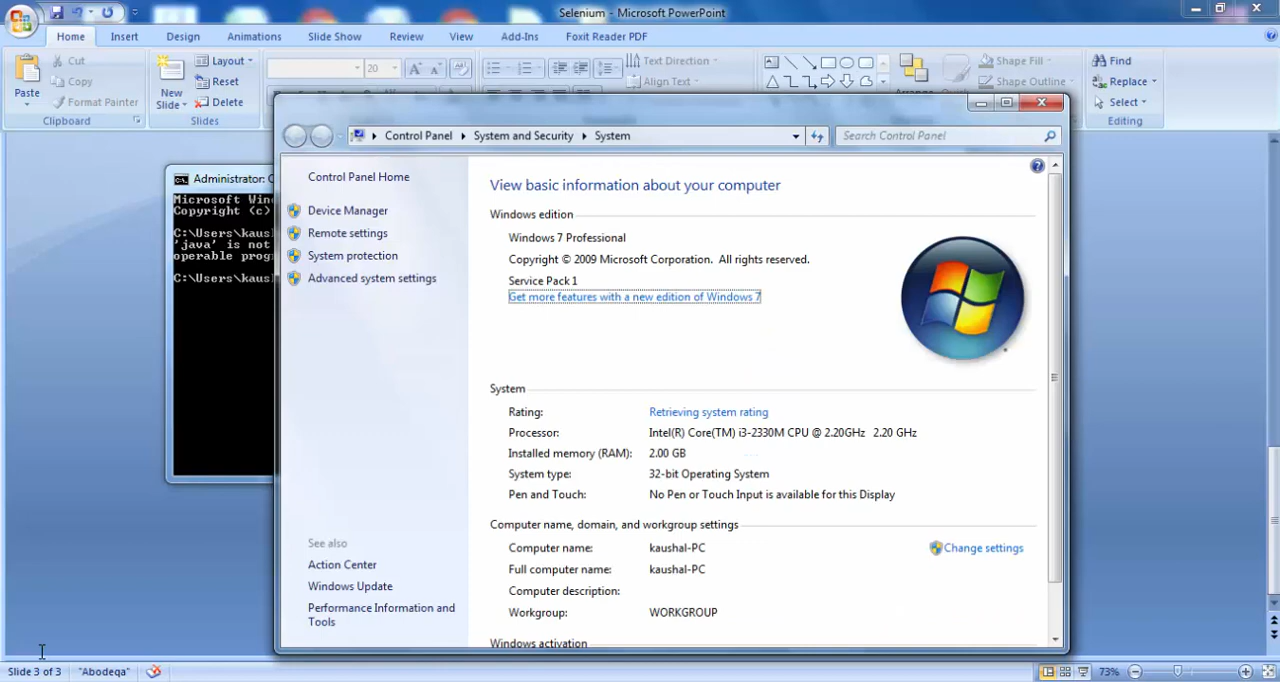 Selenium - Microsoft PowerPoint
Home Insert Design Animations Slide Show Review View Add-Ins Foxit Reader PDF
Cut Layout 20 Text Direction Shape Fill Find
Paste Copy New Slide Reset Align Text Shape Outline Replace
Format Painter Delete Select
Clipboard Slides Editing
Control Panel System and Security System Search Control Panel
Administrator: C
Microsoft Win
Copyright (c)
C:\Users\kaus
'java' is not
operable prog
C:\Users\kaus
Control Panel Home
Device Manager
Remote settings
System protection
Advanced system settings
See also
Action Center
Windows Update
Performance Information and
Tools
View basic information about your computer
Windows edition
Windows 7 Professional
Copyright © 2009 Microsoft Corporation. All rights reserved.
Service Pack 1
Get more features with a new edition of Windows 7
System
Rating: Retrieving system rating
Processor: Intel(R) Core(TM) i3-2330M CPU @ 2.20GHz 2.20 GHz
Installed memory (RAM): 2.00 GB
System type: 32-bit Operating System
Pen and Touch: No Pen or Touch Input is available for this Display
Computer name, domain, and workgroup settings
Computer name: kaushal-PC Change settings
Full computer name: kaushal-PC
Computer description:
Workgroup: WORKGROUP
Windows activation
Slide 3 of 3 "Abodeqa" 73%